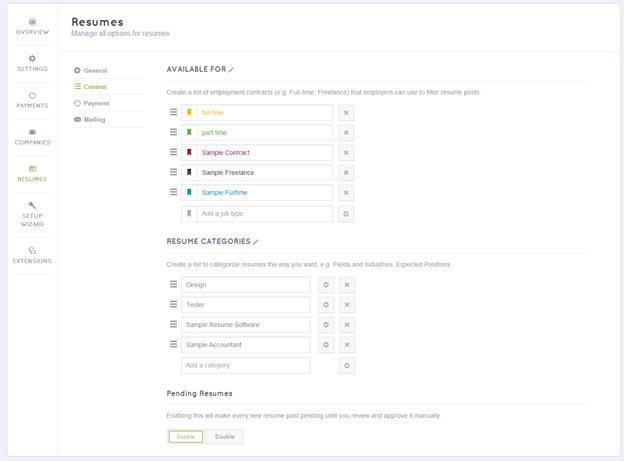 Resumes
Manage all options for resumes
OVERVIEW
SETTINGS
PAYMENTS
COMPANIES
RESUMES
SETUP
WIZARD
EXTENSIONS
General
Content
Payment
Mailing
AVAILABLE FOR
Create a list of employment contracts (e.g. Full-time, Freelance) that employers can use to filter resume posts.
full time
part time
Sample Contract
Sample Freelance
Sample Fulltime
Add a job type
RESUME CATEGORIES
Create a list to categorize resumes the way you want, e.g. Fields and Industries, Expected Positions
Design
Tester
Sample Resume Software
Sample Accountant
Add a category
Pending Resumes
Enabling this will make every new resume post pending until you review and approve it manually.
Enable
Disable